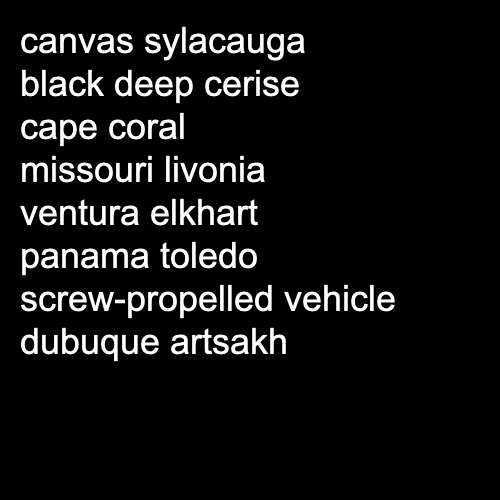 canvas sylacauga
black deep cerise
cape coral
missouri livonia
ventura elkhart
panama toledo
screw-propelled vehicle
dubuque artsakh